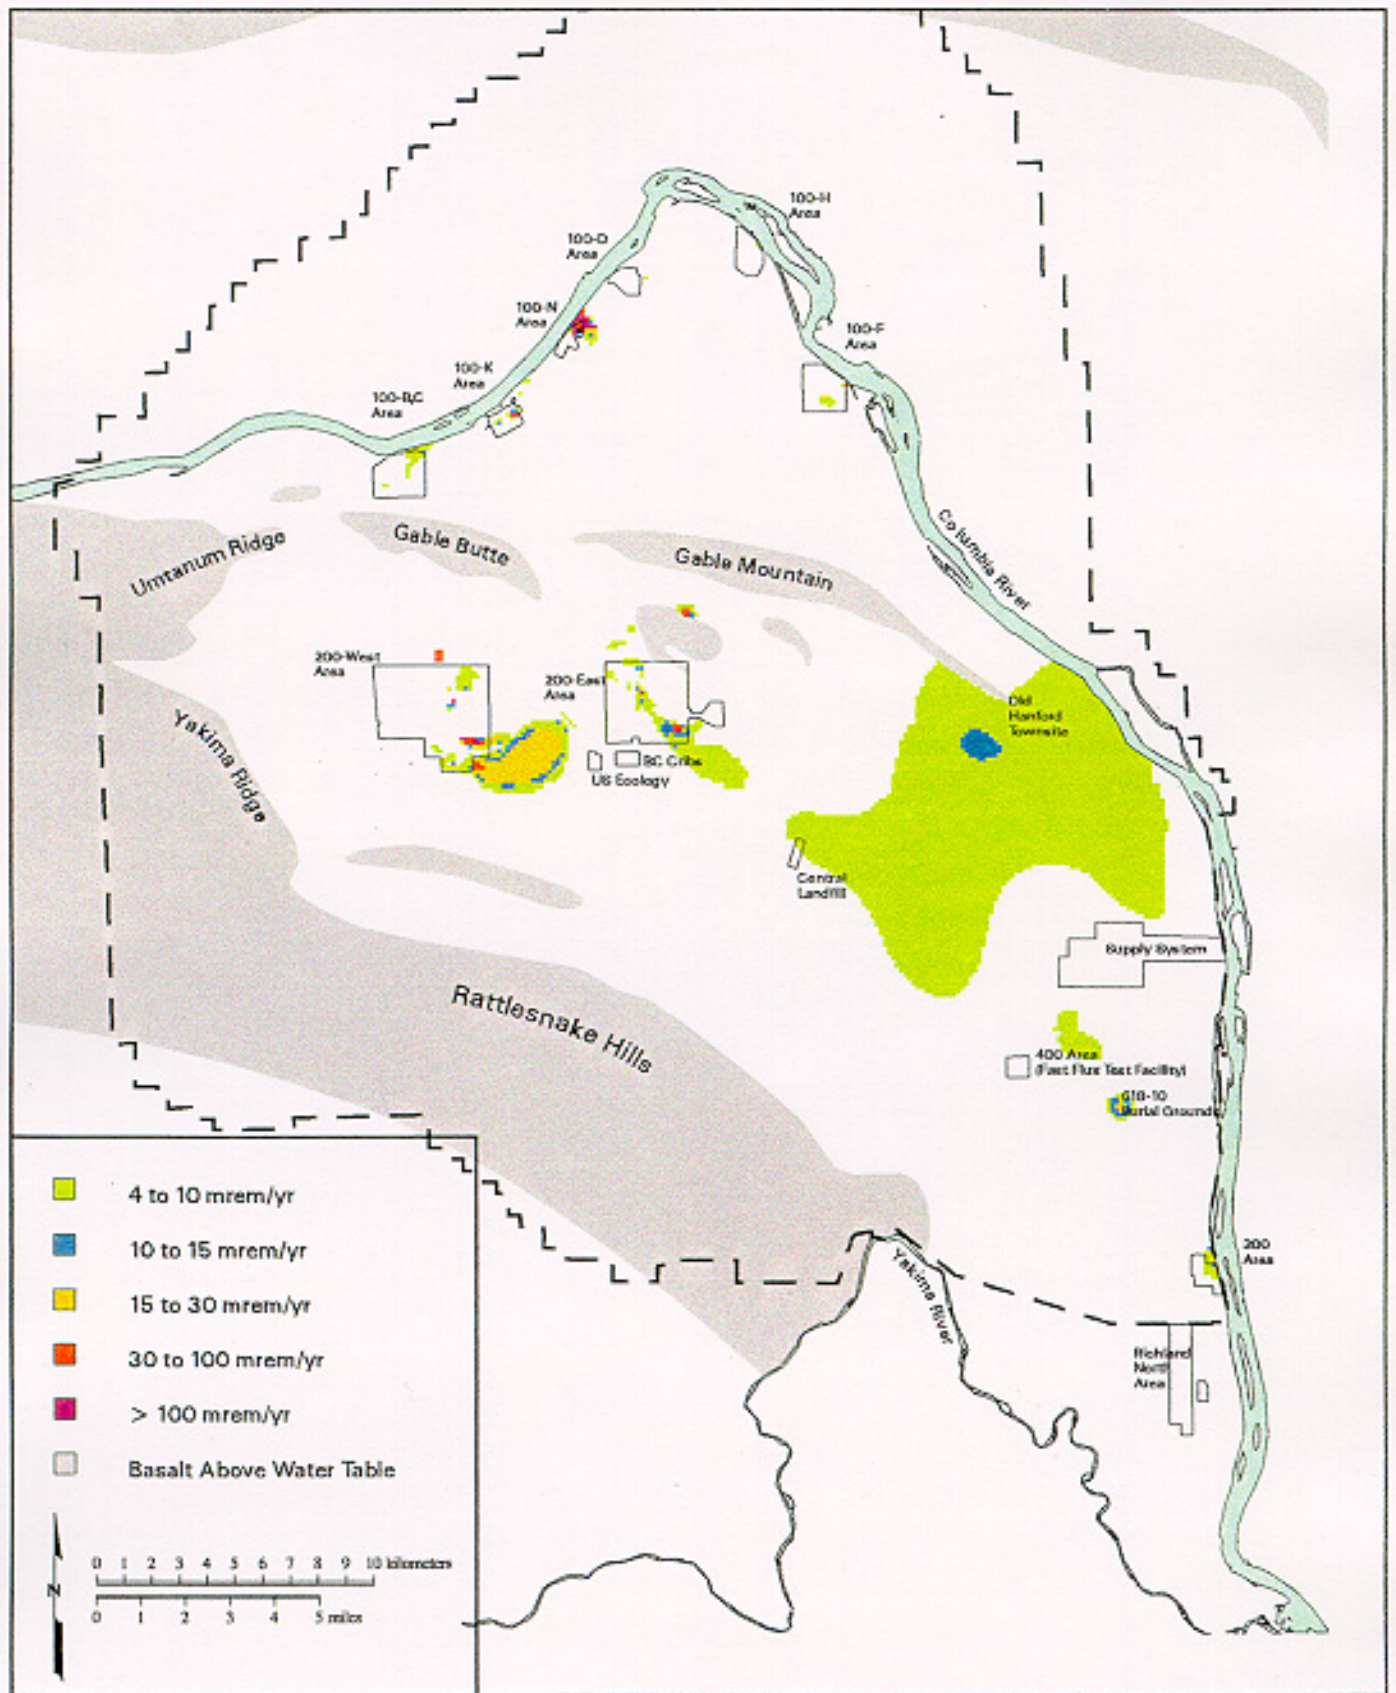 100-H
Area
100-D
Area
100-N
Area
100-F
Area
100-K
Area
100-B,C
Area
Columbia River
Umtanum Ridge
Gable Butte
Gable Mountain
200-West
Area
200-East
Area
Old
Hanford
Townsite
Yakima Ridge
BC Cribs
US Ecology
Central
Landfill
Supply System
Rattlesnake Hills
400 Area
(Fast Flux Test Facility)
618-10
Burial Grounds
300
Area
Yakima River
Richland
North
Area
4 to 10 mrem/yr
10 to 15 mrem/yr
15 to 30 mrem/yr
30 to 100 mrem/yr
> 100 mrem/yr
Basalt Above Water Table
0 1 2 3 4 5 6 7 8 9 10 kilometers
N
0 1 2 3 4 5 miles